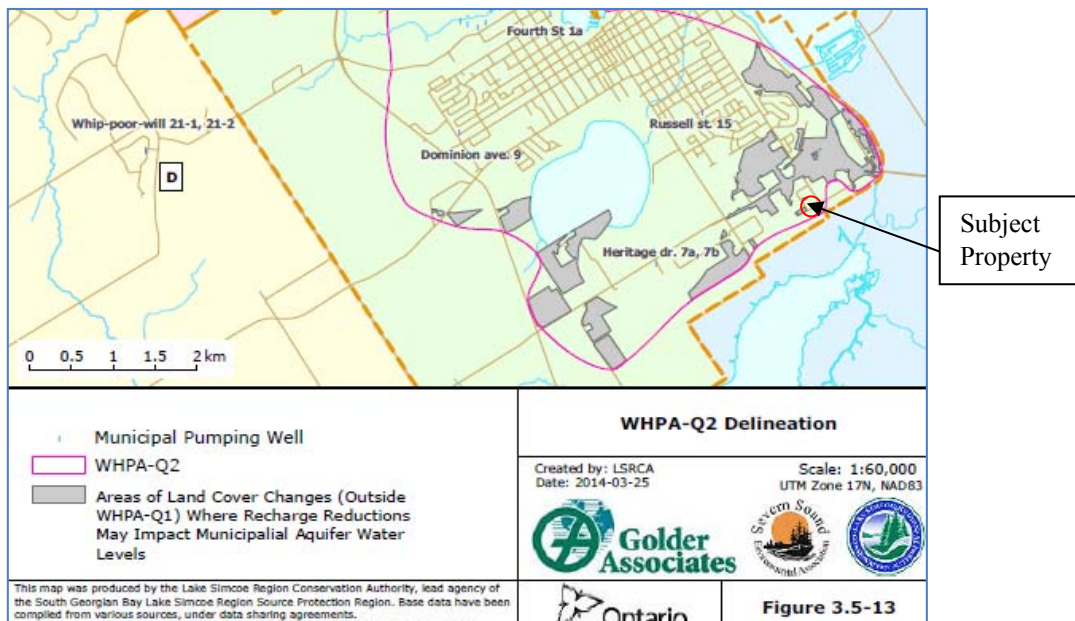 Fourth St 1a
Whip-poor-will 21-1, 21-2
Russell st. 15
Dominion ave. 9
D
Heritage dr. 7a, 7b
Subject
Property
0 0.5 1 1.5 2 km
Municipal Pumping Well
WHPA-Q2
Areas of Land Cover Changes (Outside
WHPA-Q1) Where Recharge Reductions
May Impact Municipialial Aquifer Water
Levels
WHPA-Q2 Delineation
Created by: LSRCA
Date: 2014-03-25
Scale: 1:60,000
UTM Zone 17N, NAD83
Golder
Associates
Severn Sound
Environmental Association
This map was produced by the Lake Simcoe Region Conservation Authority, lead agency of
the South Georgian Bay Lake Simcoe Region Source Protection Region. Base data have been
compiled from various sources, under data sharing agreements.
Ontario
Figure 3.5-13